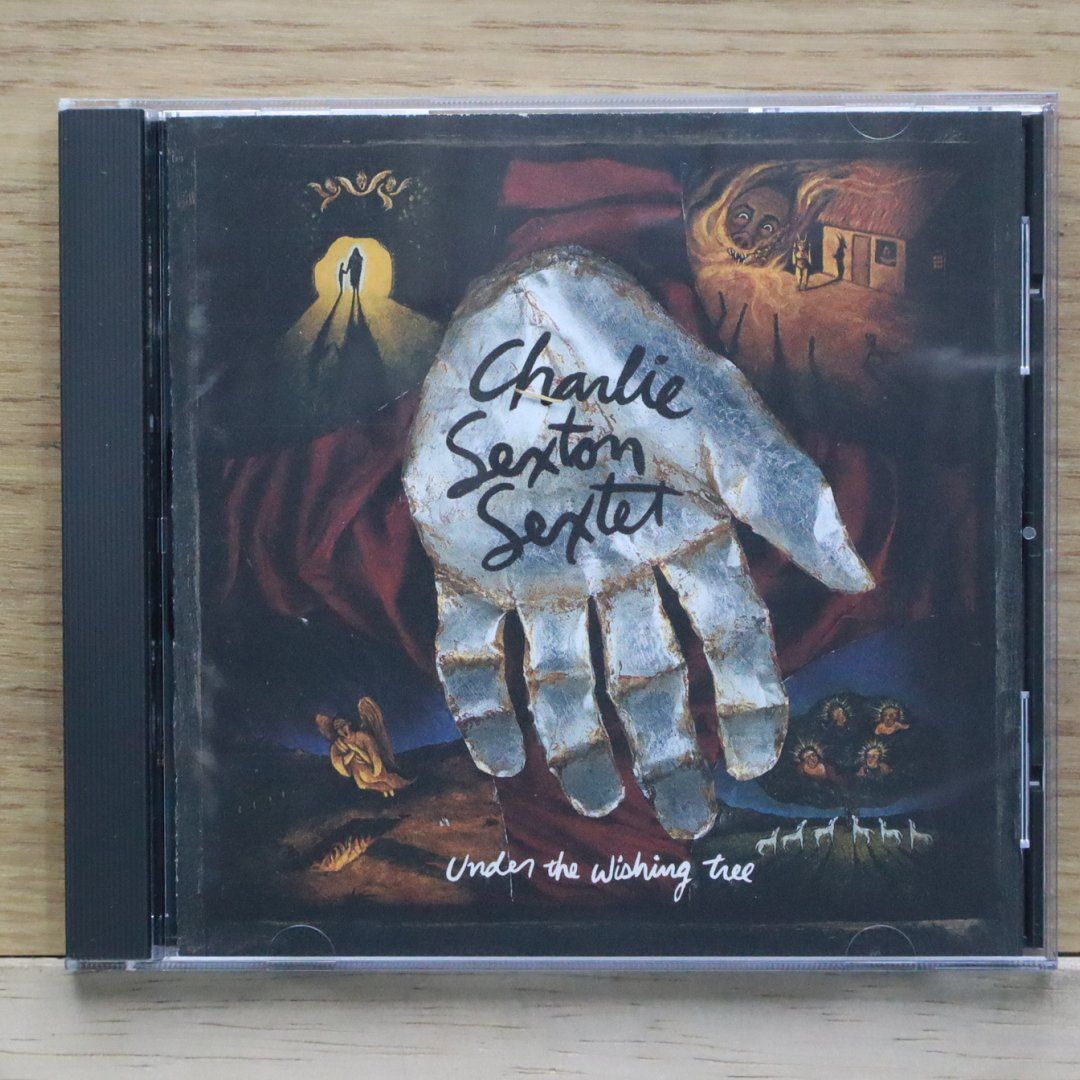 Charlie
Sexton
Sextet
Under the Wishing tree